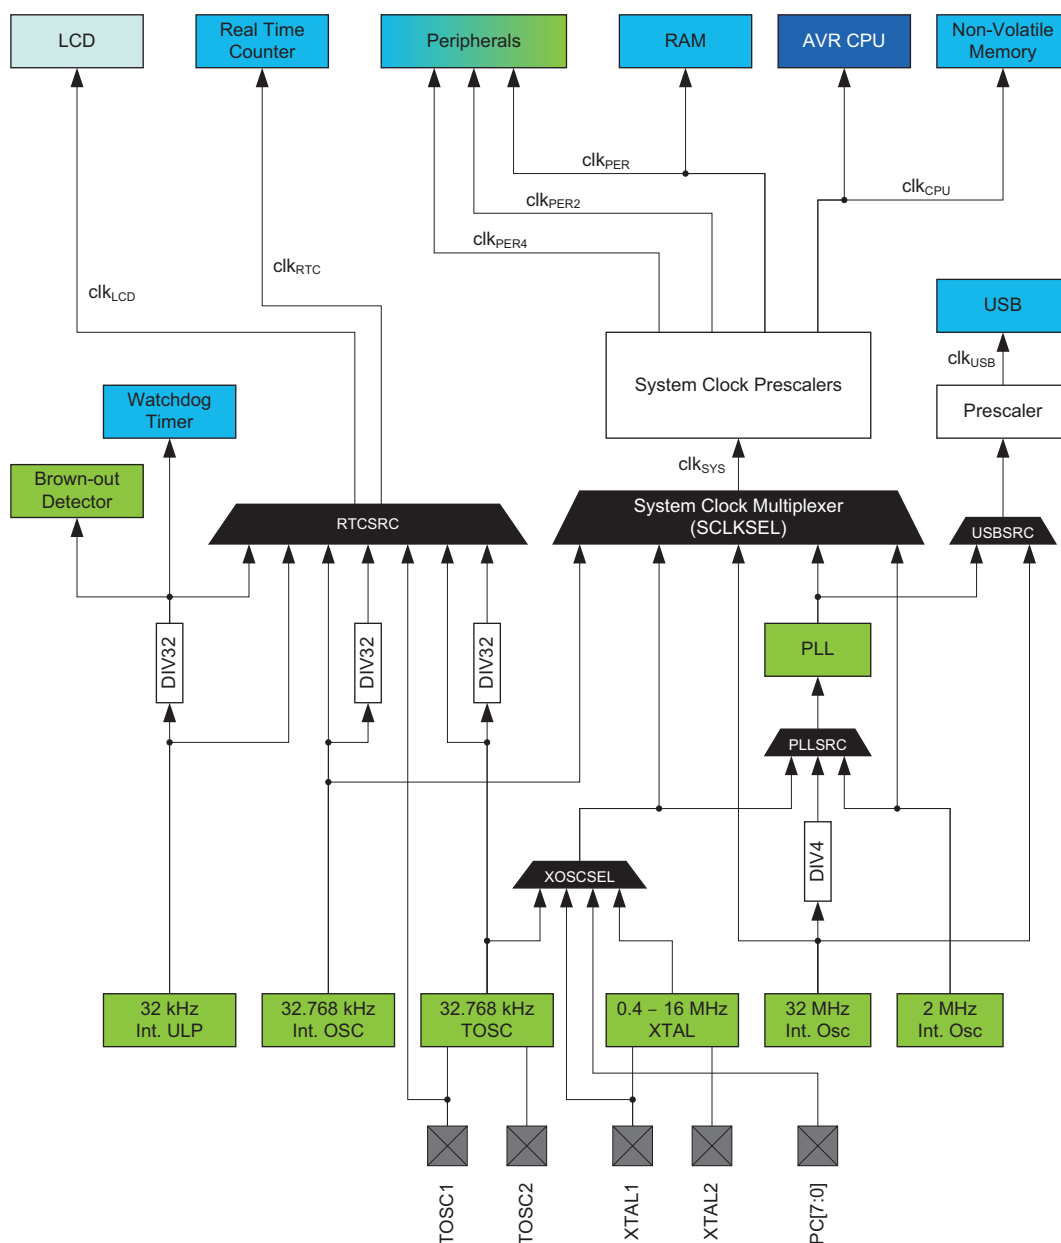 LCD
Real Time
Counter
Peripherals
RAM
AVR CPU
Non-Volatile
Memory
clkPER
clkCPU
clkPER2
clkPER4
clkRTC
clkLCD
USB
clkUSB
System Clock Prescalers
Prescaler
Watchdog
Timer
Brown-out
Detector
clkSYS
RTCSRC
System Clock Multiplexer
(SCLKSEL)
USBSRC
DIV32
DIV32
DIV32
PLL
PLLSRC
DIV4
XOSCSEL
32 kHz
Int. ULP
32.768 kHz
Int. OSC
32.768 kHz
TOSC
0.4 – 16 MHz
XTAL
32 MHz
Int. Osc
2 MHz
Int. Osc
TOSC1
TOSC2
XTAL1
XTAL2
PC[7:0]